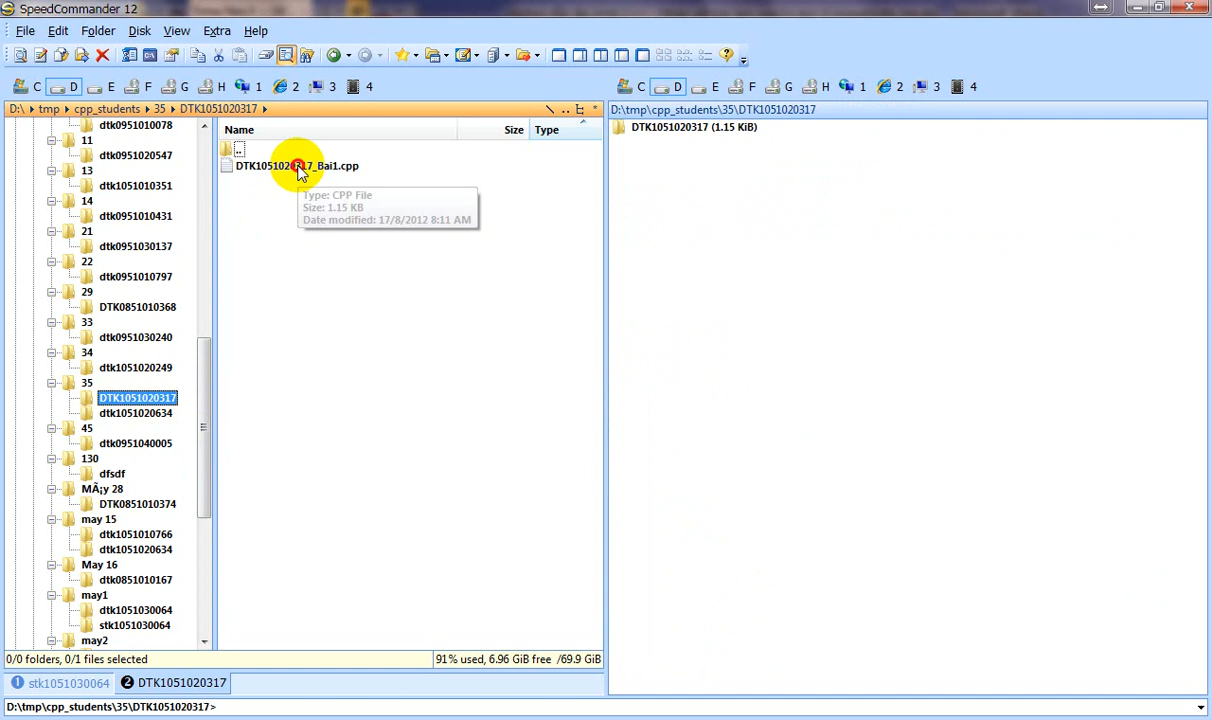 SpeedCommander 12
File Edit Folder Disk View Extra Help
C D E F G H 1 2 3 4
C D E F G H 1 2 3 4
D:\ tmp cpp_students 35 DTK1051020317
D:\tmp\cpp_students\35\DTK1051020317
dtk0951010078
11
dtk0951020547
13
dtk1051010351
14
dtk0951010431
21
dtk0951030137
22
dtk0951010797
29
DTK0851010368
33
dtk0951030240
34
dtk1051020249
35
DTK1051020317
dtk1051020634
45
dtk0951040005
130
dfsdf
MÃ¡y 28
DTK0851010374
may 15
dtk1051010766
dtk1051020634
May 16
dtk0851010167
may1
dtk1051030064
stk1051030064
may2
Name Size Type
..
DTK1051020317_Bai1.cpp
Type: CPP File
Size: 1.15 KB
Date modified: 17/8/2012 8:11 AM
DTK1051020317 (1.15 KiB)
0/0 folders, 0/1 files selected
91% used, 6.96 GiB free /69.9 GiB
1 stk1051030064 2 DTK1051020317
D:\tmp\cpp_students\35\DTK1051020317>